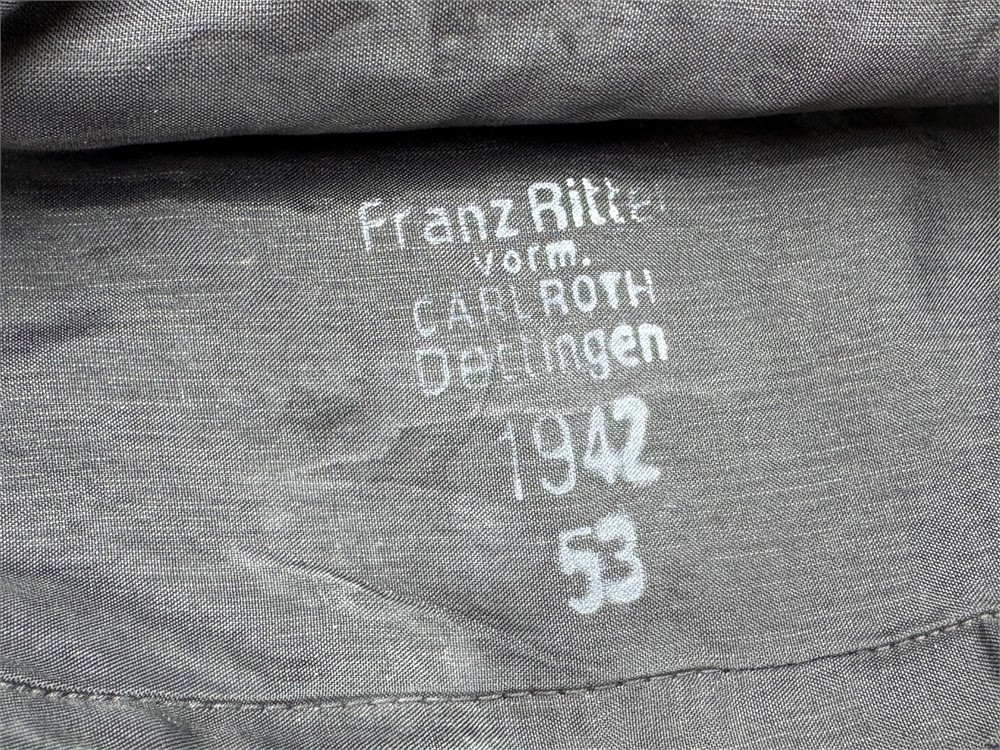 Franz Ritter
vorm.
CARL ROTH
Dettingen
1942
53